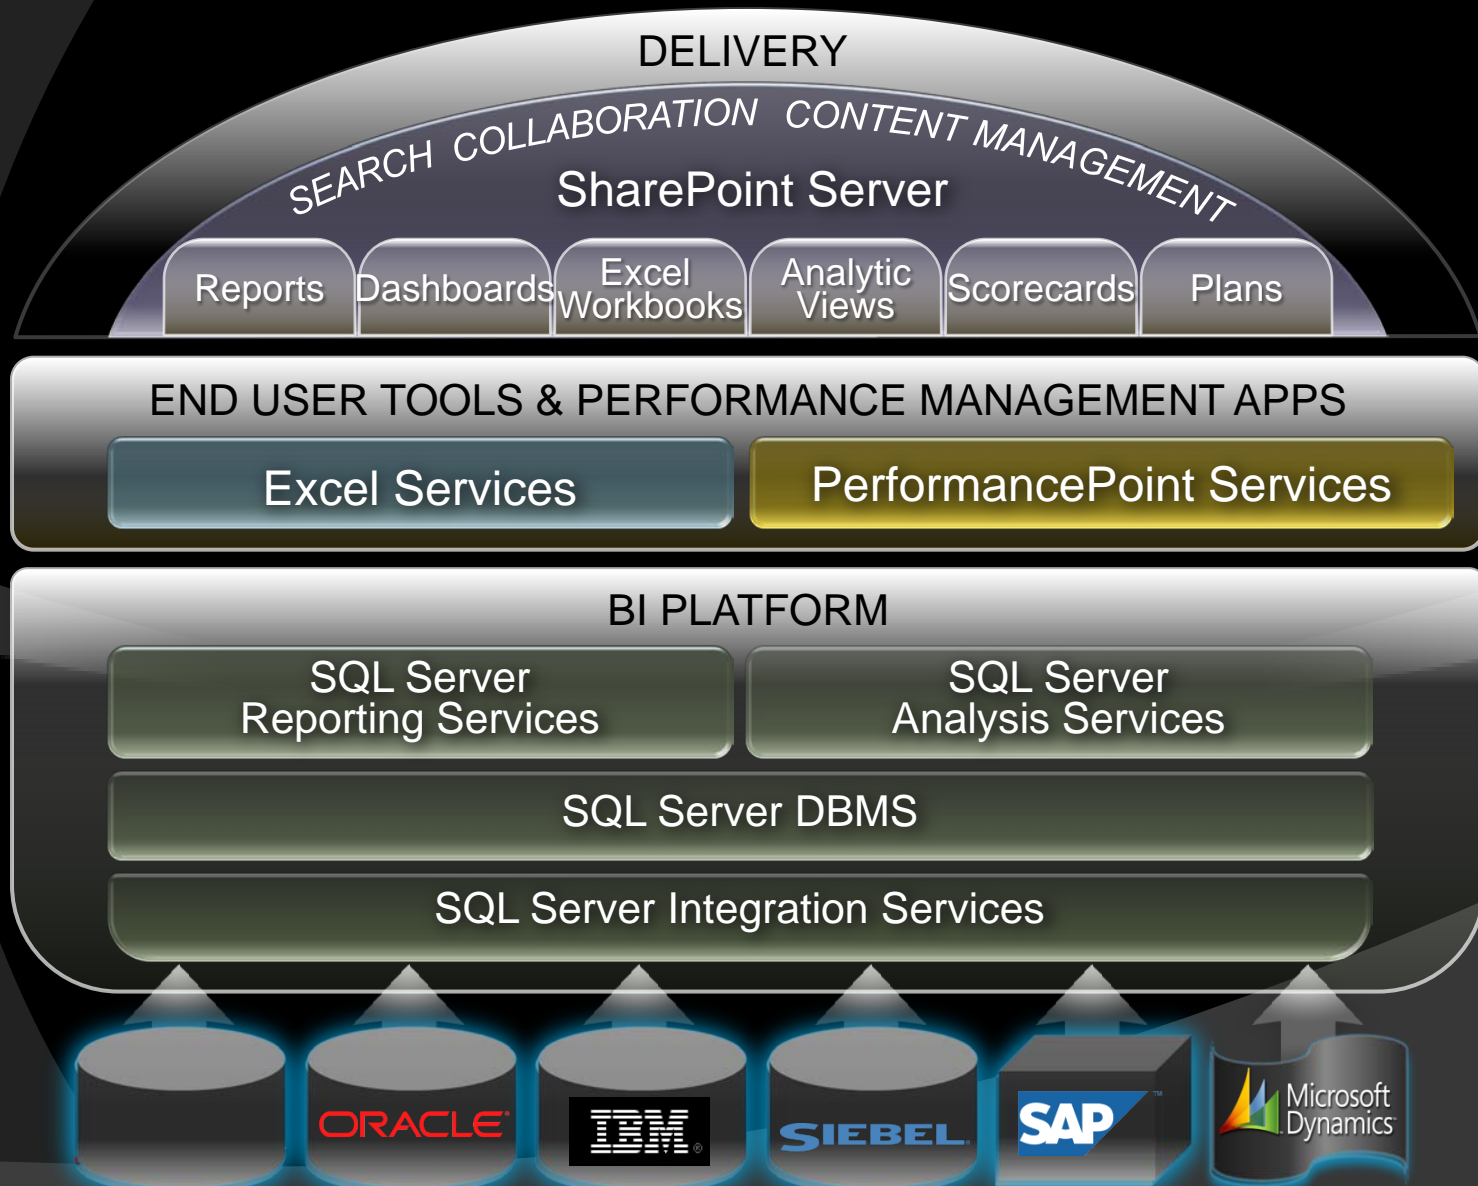 DELIVERY
SEARCH COLLABORATION CONTENT MANAGEMENT
SharePoint Server
Reports
Dashboards
Excel
Workbooks
Analytic
Views
Scorecards
Plans
END USER TOOLS & PERFORMANCE MANAGEMENT APPS
Excel Services
PerformancePoint Services
BI PLATFORM
SQL Server
Reporting Services
SQL Server
Analysis Services
SQL Server DBMS
SQL Server Integration Services
ORACLE®
IBM®
SIEBEL
SAP™
Microsoft
Dynamics